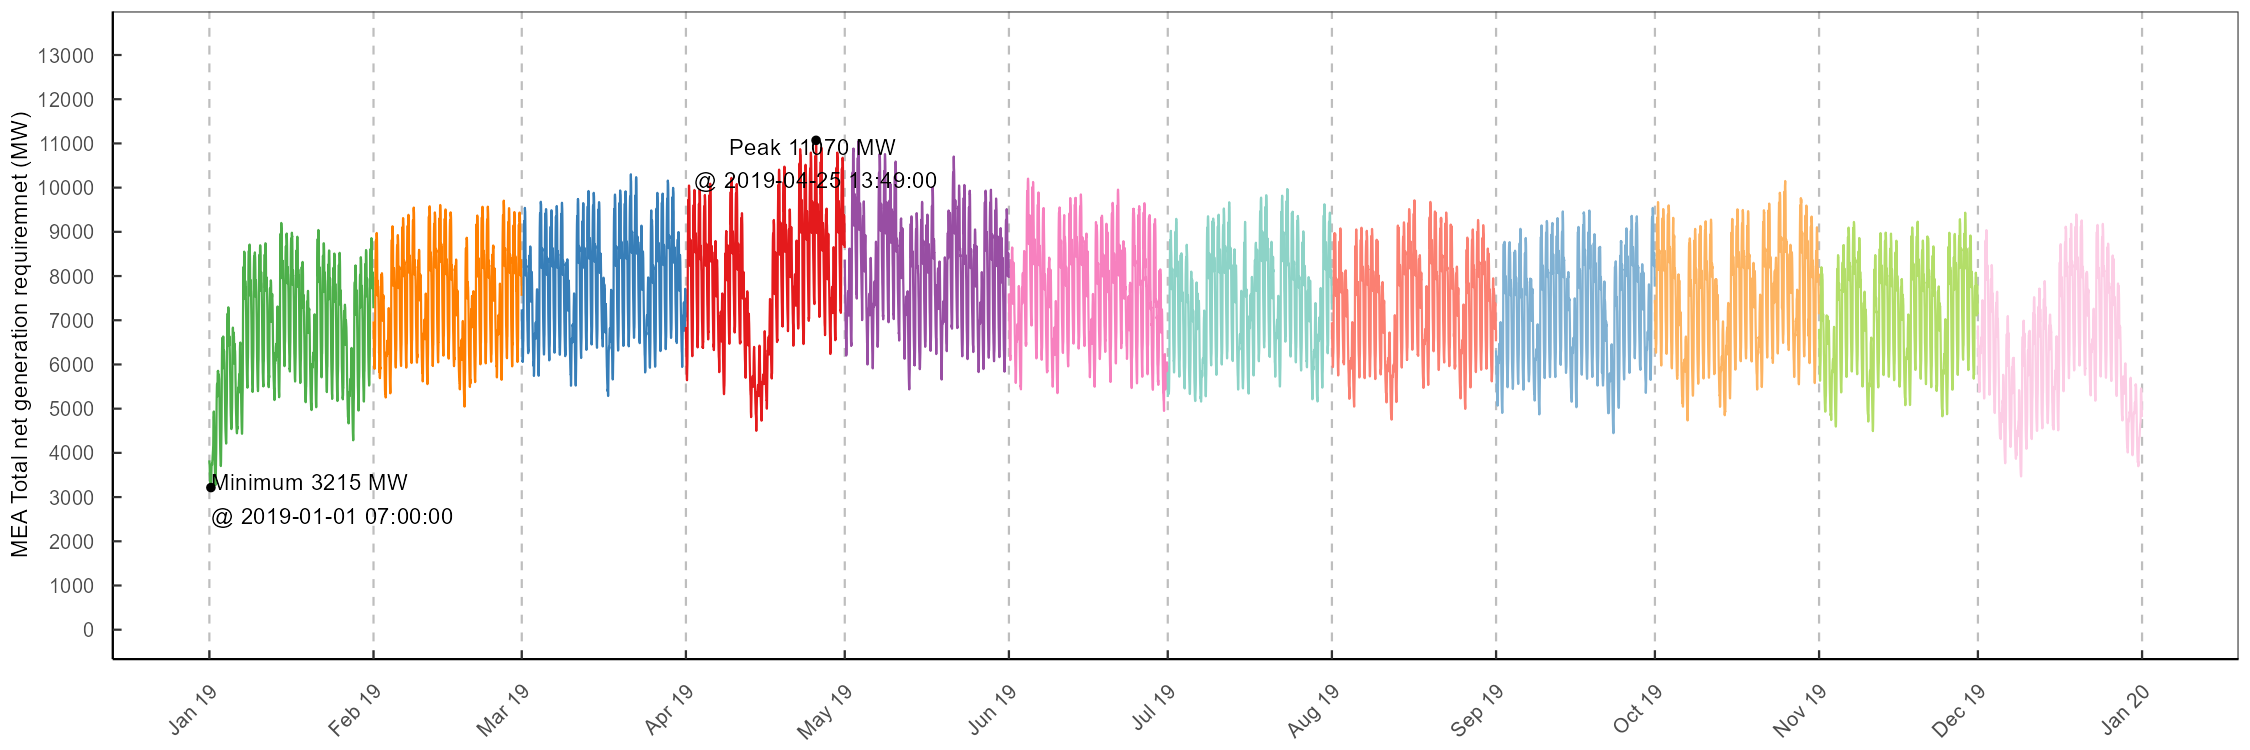 MEA Total net generation requiremnet (MW)
13000
12000
11000
10000
9000
8000
7000
6000
5000
4000
3000
2000
1000
0
Peak 11070 MW
@ 2019-04-25 13:49:00
Minimum 3215 MW
@ 2019-01-01 07:00:00
Jan 19
Feb 19
Mar 19
Apr 19
May 19
Jun 19
Jul 19
Aug 19
Sep 19
Oct 19
Nov 19
Dec 19
Jan 20